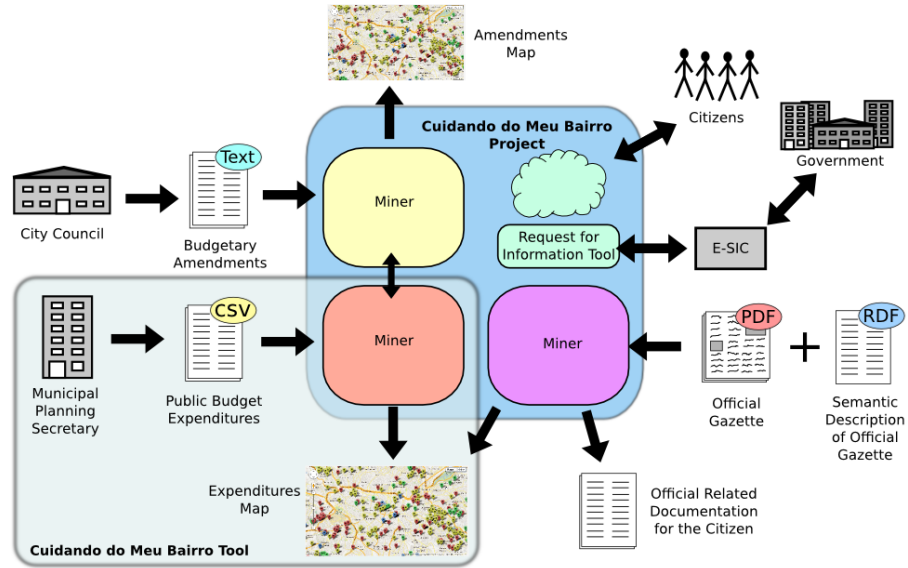 Amendments
Map
Citizens
Government
Cuidando do Meu Bairro
Project
Text
Miner
City Council
Budgetary
Amendments
Request for
Information Tool
E-SIC
CSV
Miner
Miner
PDF
RDF
Municipal
Planning
Secretary
Public Budget
Expenditures
Official
Gazette
Semantic
Description
of Official
Gazette
Expenditures
Map
Official Related
Documentation
for the Citizen
Cuidando do Meu Bairro Tool